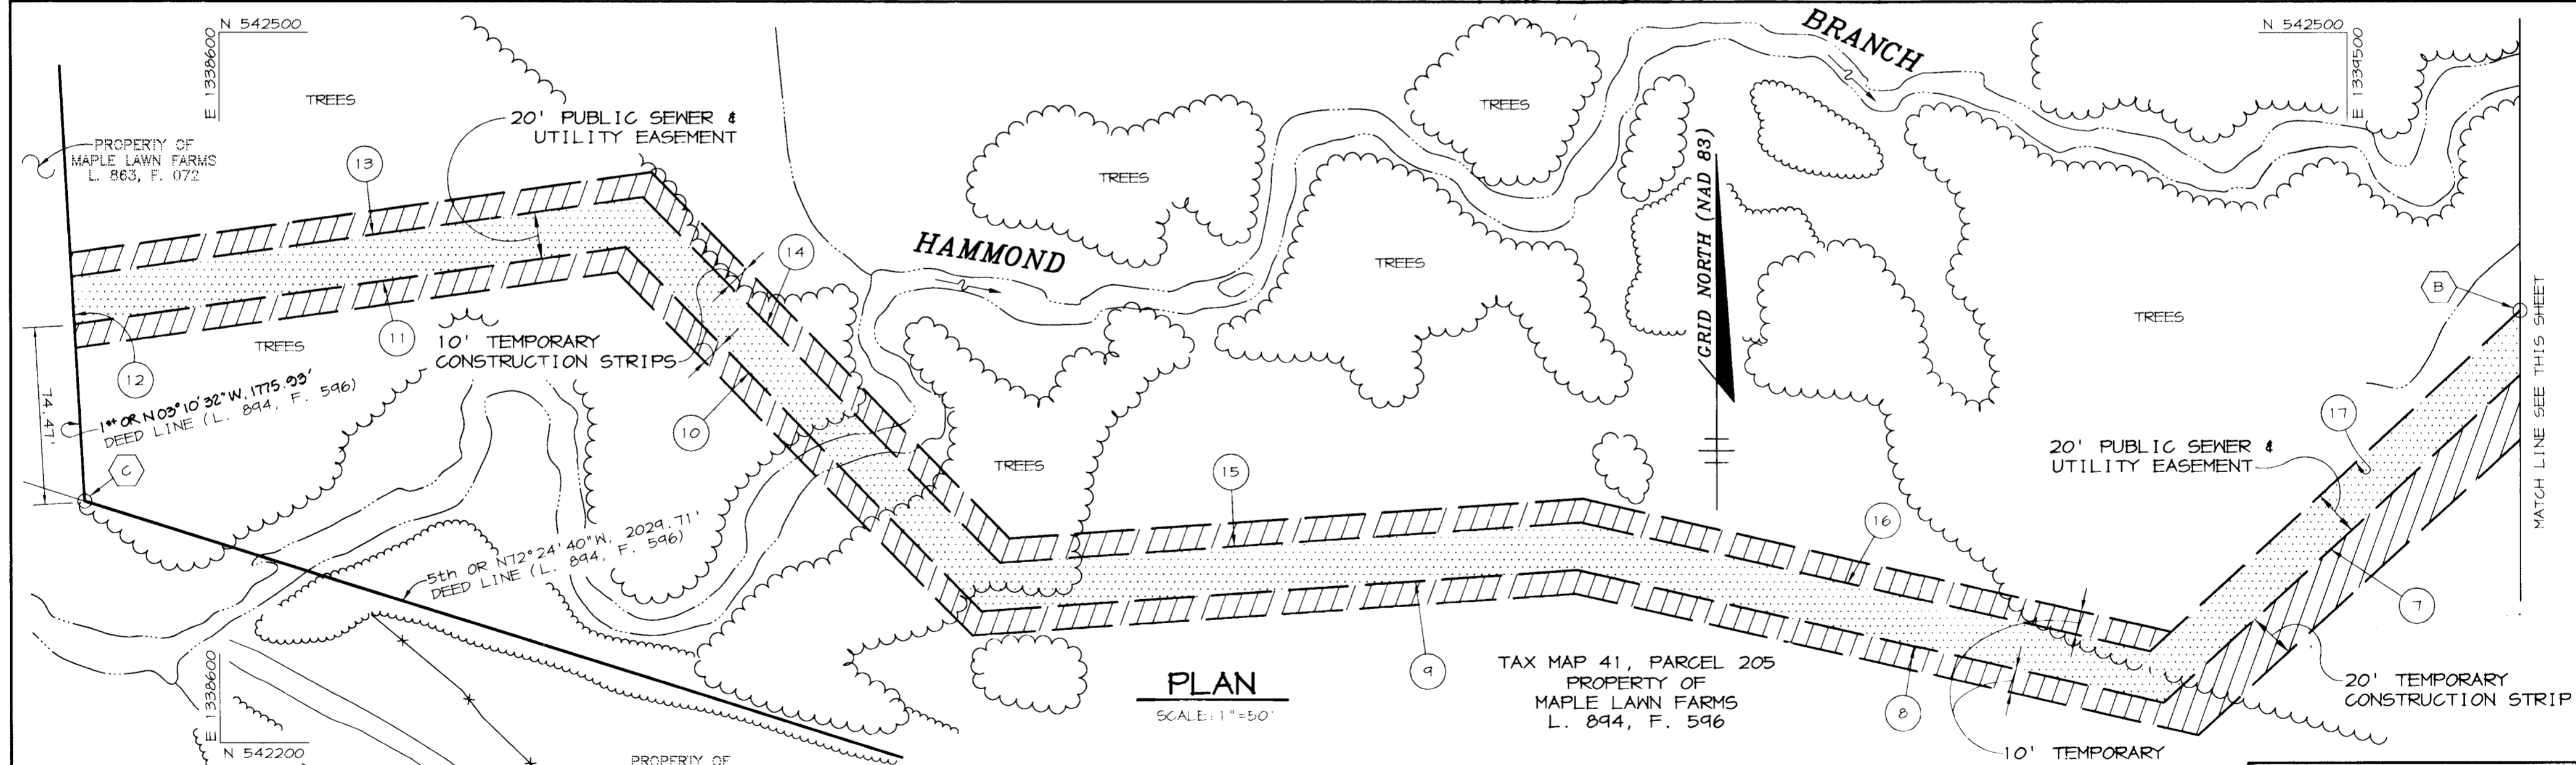 N 542500
E 1338600
TREES
PROPERTY OF
MAPLE LAWN FARMS
L. 863, F. 072
13
20' PUBLIC SEWER &
UTILITY EASEMENT
14
HAMMOND
BRANCH
TREES
TREES
TREES
GRID NORTH (NAD 83)
N 542500
E 1339500
B
TREES
MATCH LINE SEE THIS SHEET
11
12
TREES
10' TEMPORARY
CONSTRUCTION STRIPS
10
74.47'
1st OR N03°10'32"W, 1775.93'
DEED LINE (L. 894, F. 596)
C
5th OR N72°24'40"W, 2029.71'
DEED LINE (L. 894, F. 596)
TREES
15
16
17
20' PUBLIC SEWER &
UTILITY EASEMENT
7
9
8
PLAN
SCALE: 1"=50'
TAX MAP 41, PARCEL 205
PROPERTY OF
MAPLE LAWN FARMS
L. 894, F. 596
20' TEMPORARY
CONSTRUCTION STRIP
10' TEMPORARY
E 1338600
N 542200
PROPERTY OF